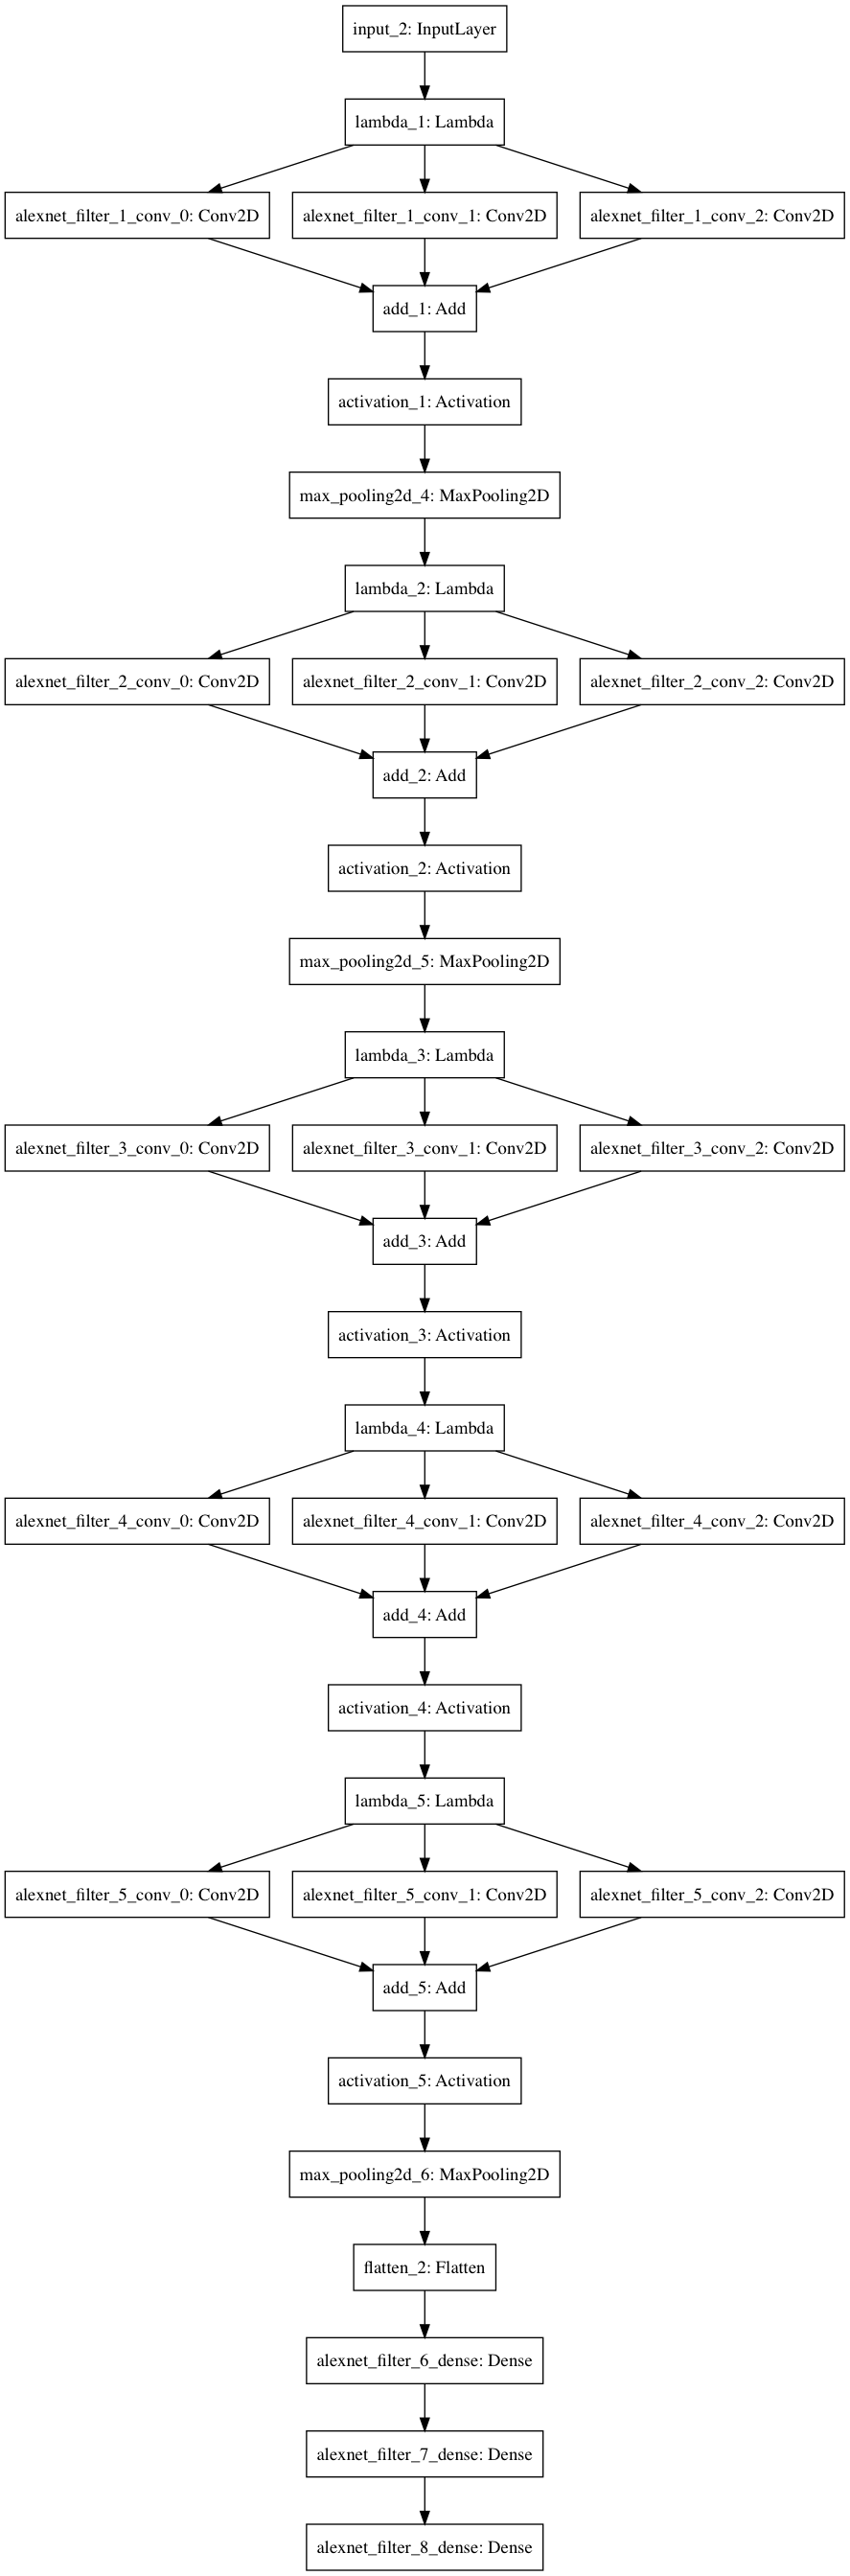 input_2: InputLayer
lambda_1: Lambda
alexnet_filter_1_conv_0: Conv2D
alexnet_filter_1_conv_1: Conv2D
alexnet_filter_1_conv_2: Conv2D
add_1: Add
activation_1: Activation
max_pooling2d_4: MaxPooling2D
lambda_2: Lambda
alexnet_filter_2_conv_0: Conv2D
alexnet_filter_2_conv_1: Conv2D
alexnet_filter_2_conv_2: Conv2D
add_2: Add
activation_2: Activation
max_pooling2d_5: MaxPooling2D
lambda_3: Lambda
alexnet_filter_3_conv_0: Conv2D
alexnet_filter_3_conv_1: Conv2D
alexnet_filter_3_conv_2: Conv2D
add_3: Add
activation_3: Activation
lambda_4: Lambda
alexnet_filter_4_conv_0: Conv2D
alexnet_filter_4_conv_1: Conv2D
alexnet_filter_4_conv_2: Conv2D
add_4: Add
activation_4: Activation
lambda_5: Lambda
alexnet_filter_5_conv_0: Conv2D
alexnet_filter_5_conv_1: Conv2D
alexnet_filter_5_conv_2: Conv2D
add_5: Add
activation_5: Activation
max_pooling2d_6: MaxPooling2D
flatten_2: Flatten
alexnet_filter_6_dense: Dense
alexnet_filter_7_dense: Dense
alexnet_filter_8_dense: Dense